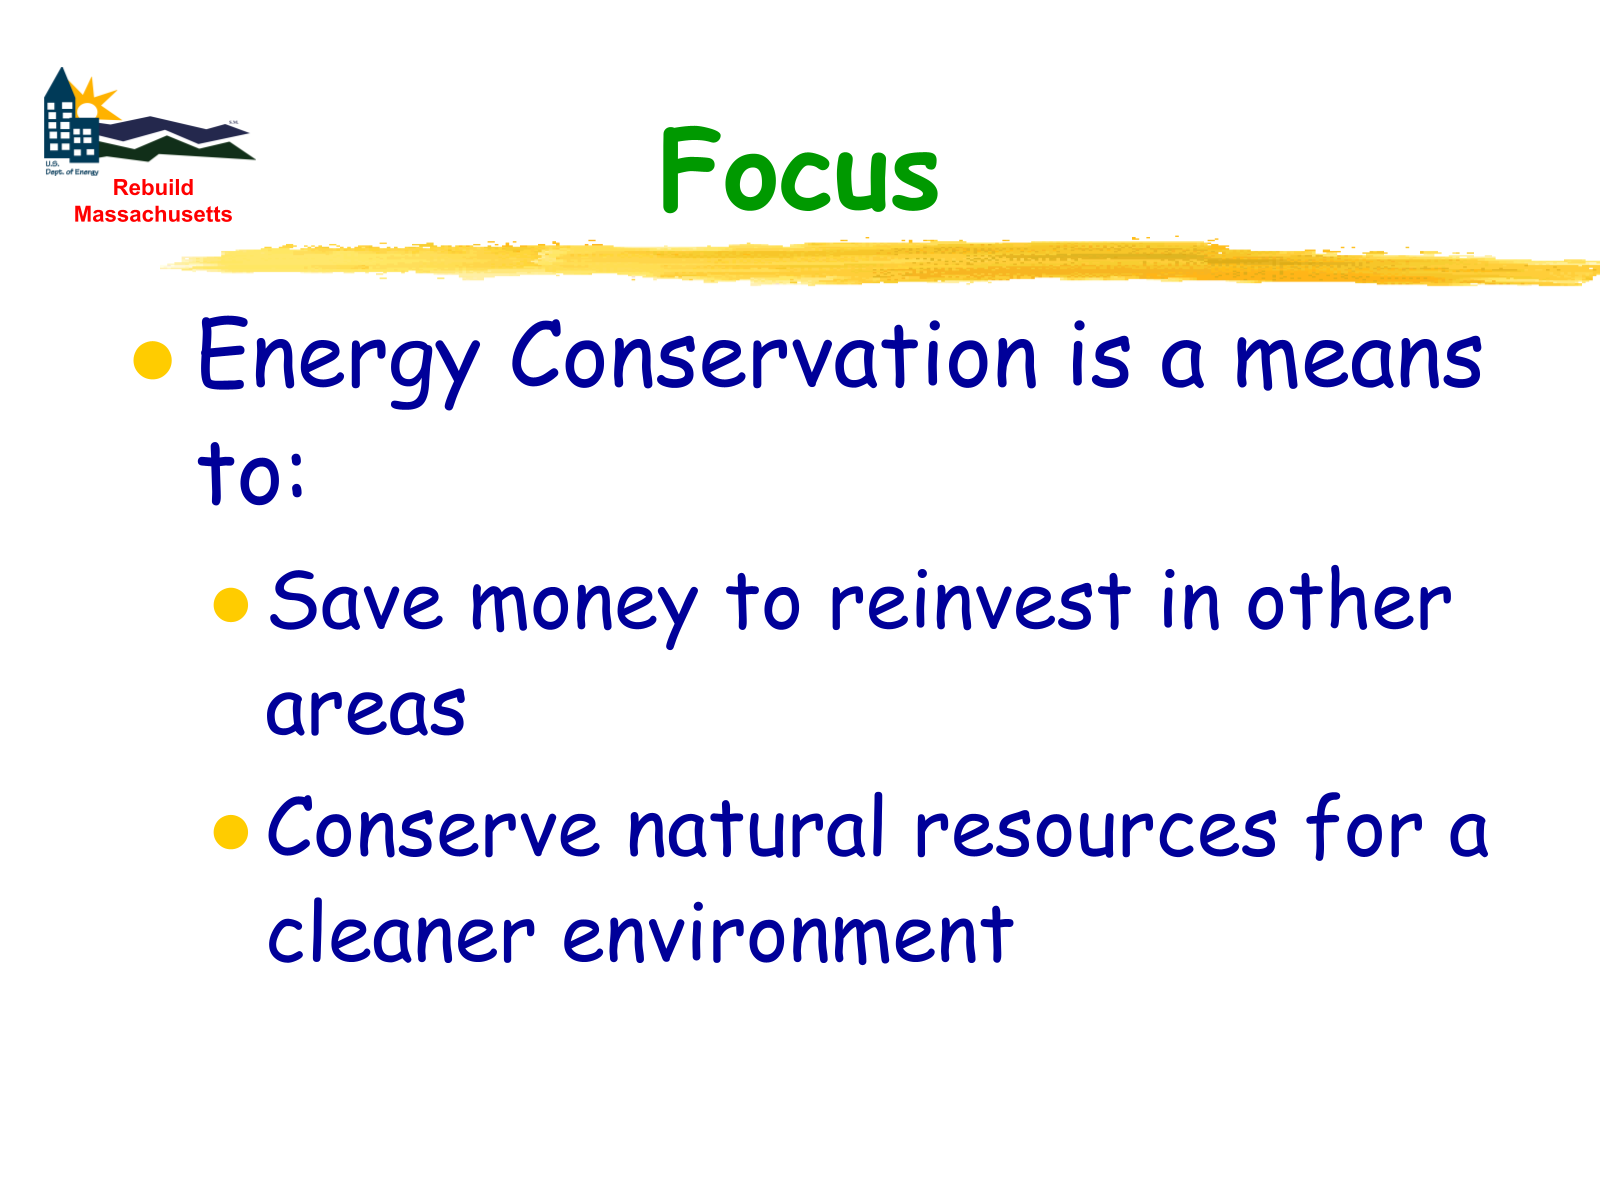 S.M.
U.S.
Dept. of Energy
Rebuild
Massachusetts
Focus
Energy Conservation is a means
to:
Save money to reinvest in other
areas
Conserve natural resources for a
cleaner environment